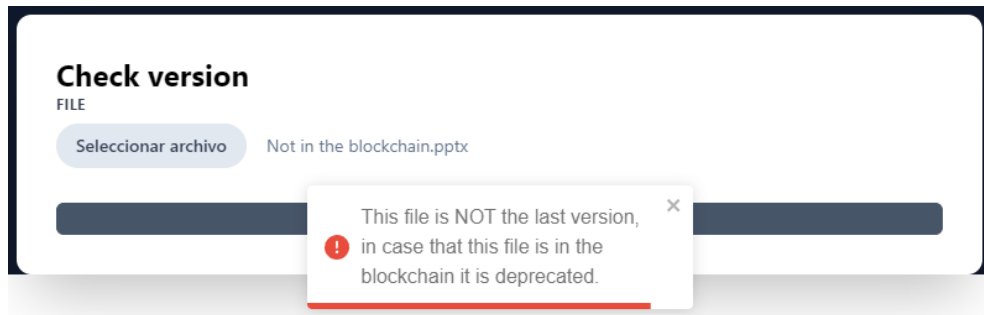 Check version
FILE
Seleccionar archivo Not in the blockchain.pptx
This file is NOT the last version,
in case that this file is in the
blockchain it is deprecated.